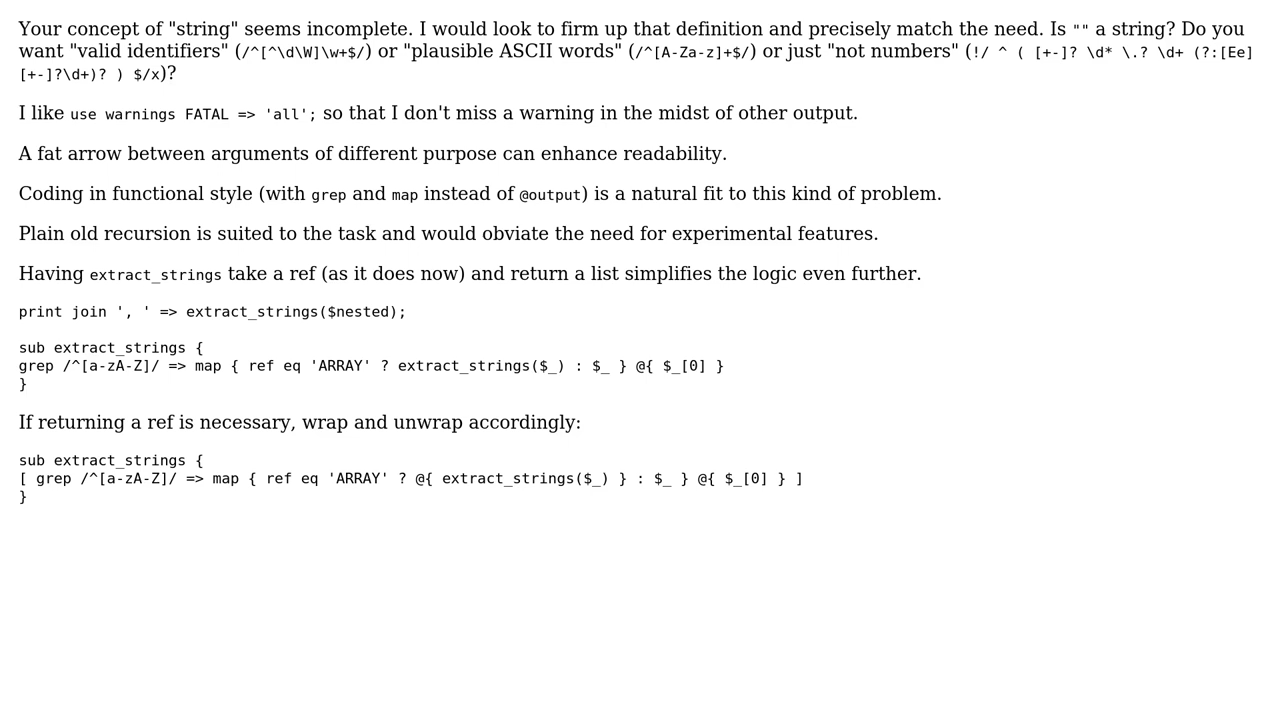 Your concept of "string" seems incomplete. I would look to firm up that definition and precisely match the need. Is "" a string? Do you
want "valid identifiers" (/^[^\d\W]\w+$/) or "plausible ASCII words" (/^[A-Za-z]+$/) or just "not numbers" (!/ ^ ( [+-]? \d* \.? \d+ (?:[Ee]
[+-]?\d+)? ) $/x)?
I like use warnings FATAL => 'all'; so that I don't miss a warning in the midst of other output.
A fat arrow between arguments of different purpose can enhance readability.
Coding in functional style (with grep and map instead of @output) is a natural fit to this kind of problem.
Plain old recursion is suited to the task and would obviate the need for experimental features.
Having extract_strings take a ref (as it does now) and return a list simplifies the logic even further.
print join ', ' => extract_strings($nested);
sub extract_strings {
grep /^[a-zA-Z]/ => map { ref eq 'ARRAY' ? extract_strings($_) : $_ } @{ $_[0] }
}
If returning a ref is necessary, wrap and unwrap accordingly:
sub extract_strings {
[ grep /^[a-zA-Z]/ => map { ref eq 'ARRAY' ? @{ extract_strings($_) } : $_ } @{ $_[0] } ]
}